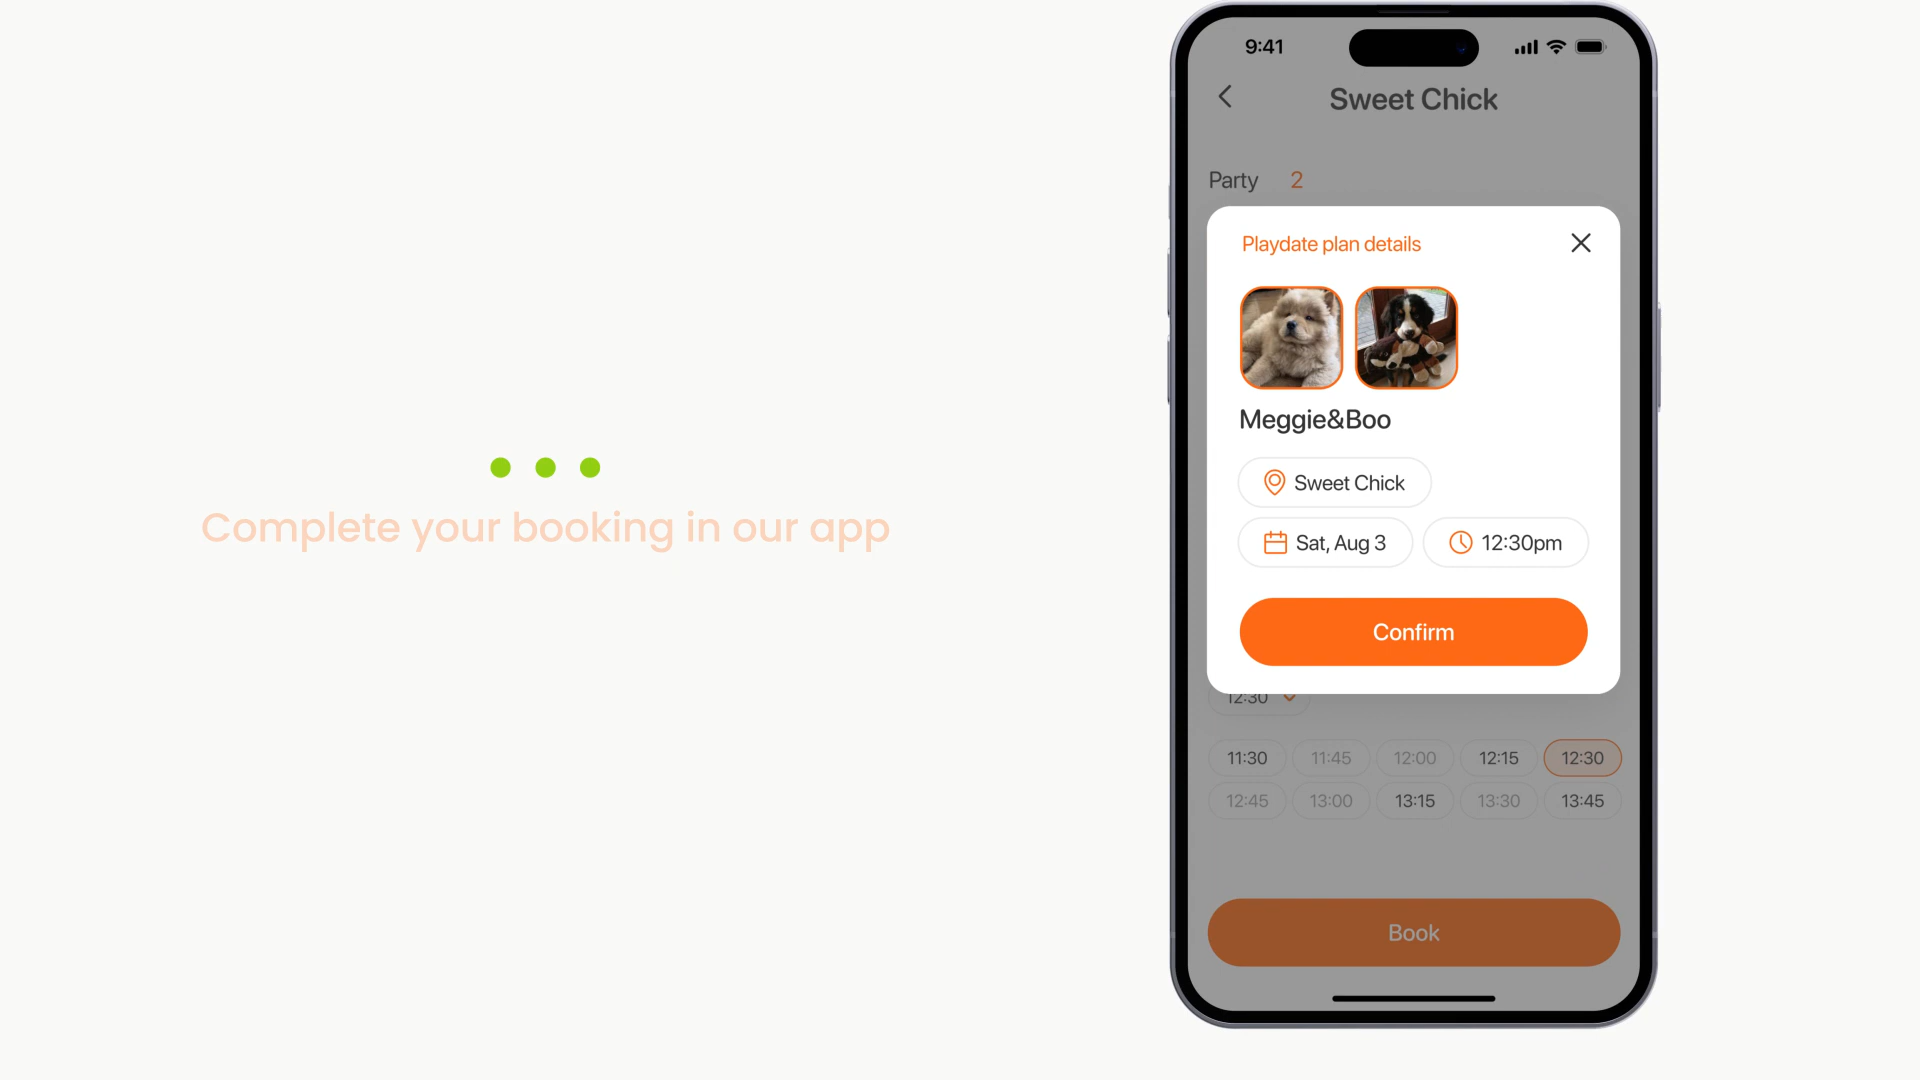 Complete your booking in our app
9:41
Sweet Chick
Party 2
Playdate plan details
Meggie&Boo
Sweet Chick
Sat, Aug 3 12:30pm
Confirm
12:30
11:30 11:45 12:00 12:15 12:30
12:45 13:00 13:15 13:30 13:45
Book